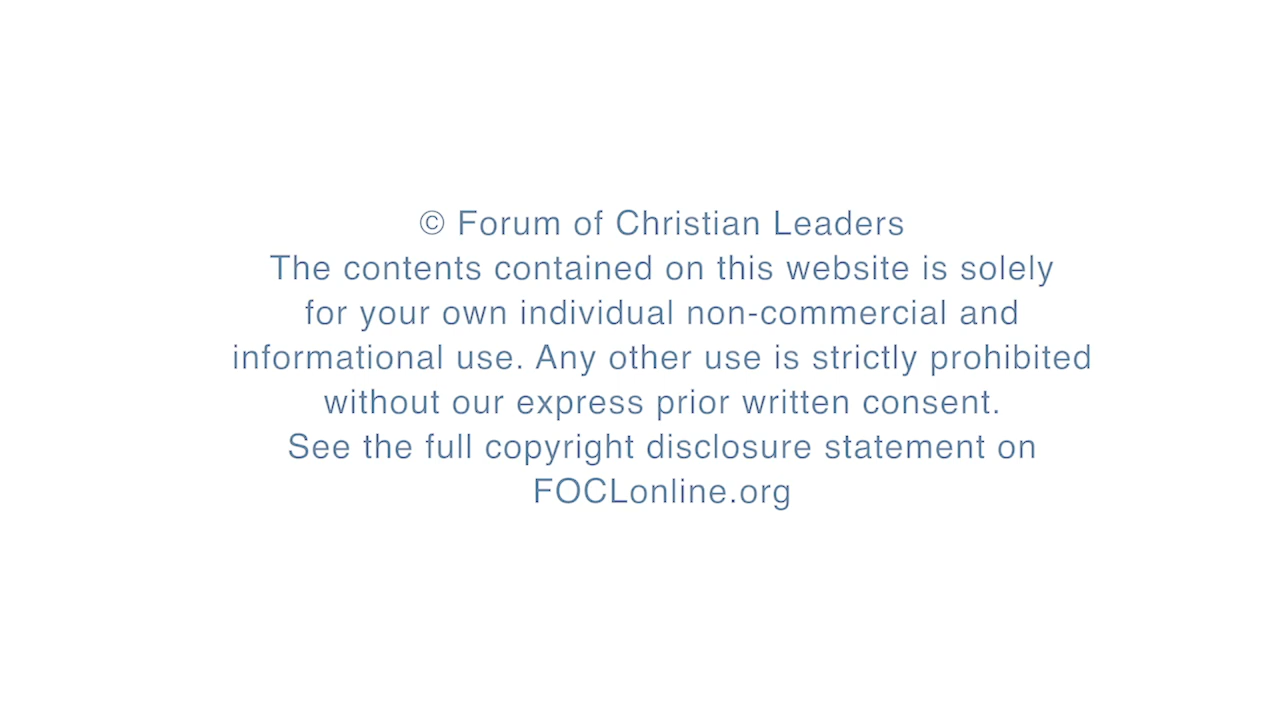 © Forum of Christian Leaders
The contents contained on this website is solely
for your own individual non-commercial and
informational use. Any other use is strictly prohibited
without our express prior written consent.
See the full copyright disclosure statement on
FOCLonline.org